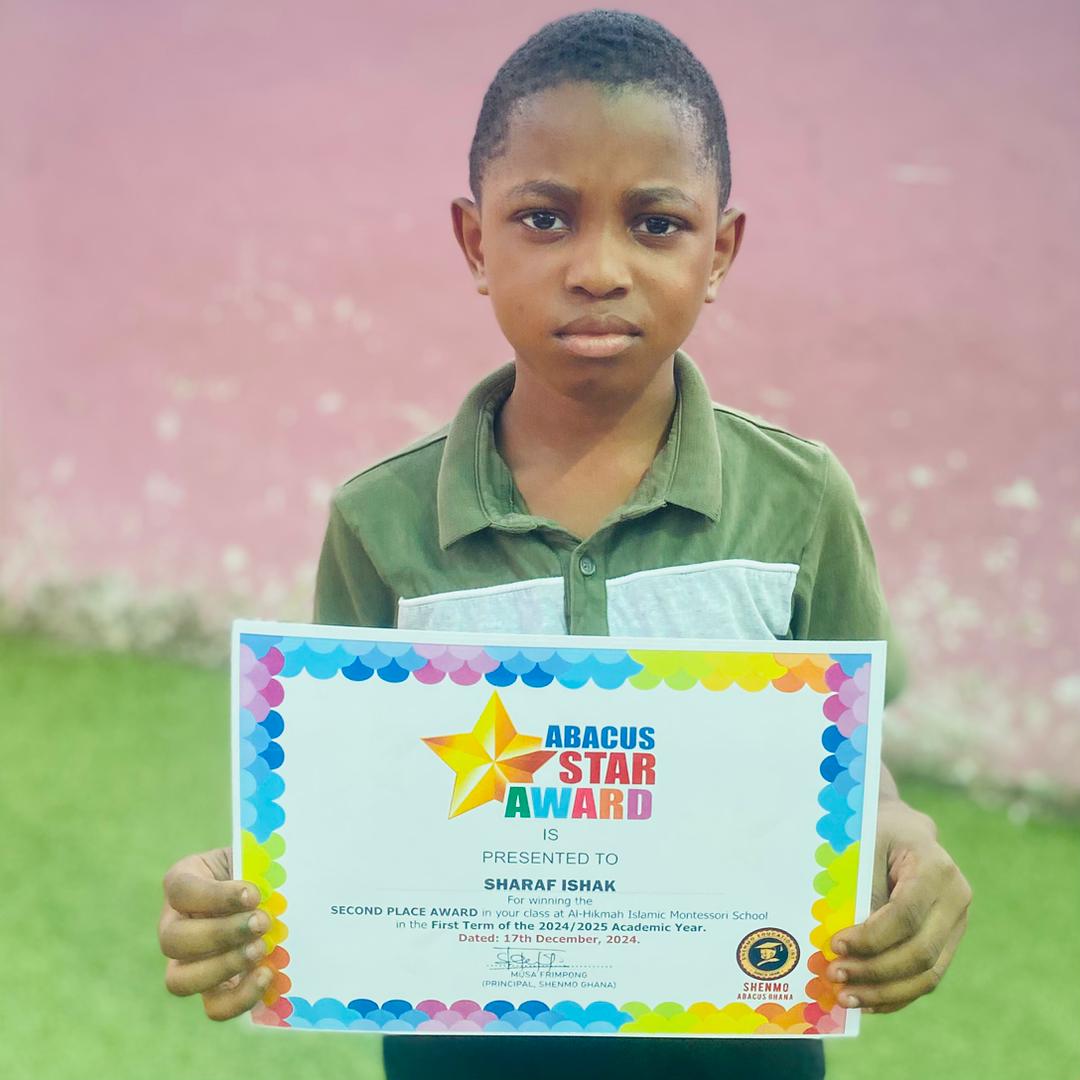 ABACUS
STAR
AWARD
IS
PRESENTED TO
SHARAF ISHAK
For winning the
SECOND PLACE AWARD in your class at Al-Hikmah Islamic Montessori School
in the First Term of the 2024/2025 Academic Year.
Dated: 17th December, 2024.
MUSA FRIMPONG
(PRINCIPAL, SHENMO GHANA)
SHENMO EDUCATION
SHENMO
ABACUS GHANA